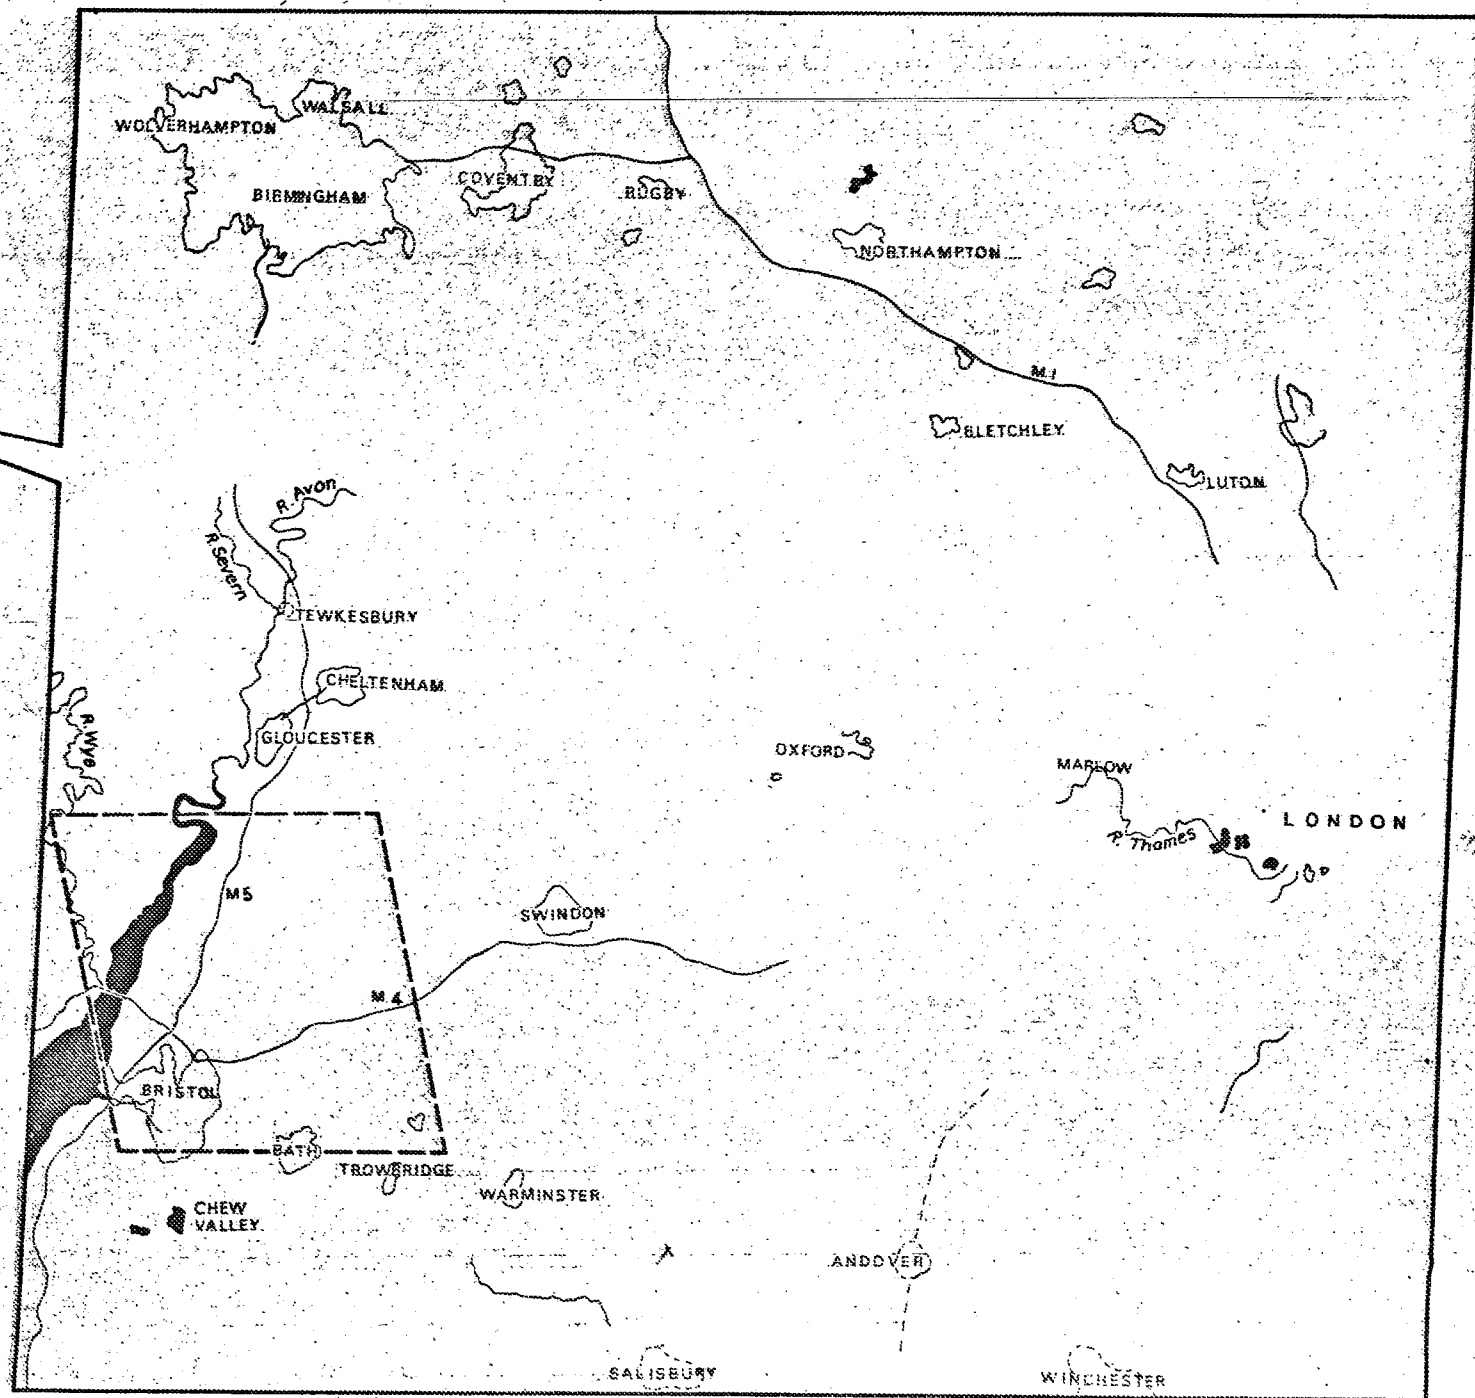 WALSALL
WOLVERHAMPTON
BIRMINGHAM
COVENTRY
RUGBY
NORTHAMPTON
M.1
BLETCHLEY
LUTON
R. Avon
R. Severn
TEWKESBURY
CHELTENHAM
GLOUCESTER
R. Wye
OXFORD
MARLOW
R. Thames
LONDON
M5
SWINDON
M.4
BRISTOL
BATH
TROWBRIDGE
WARMINSTER
CHEW
VALLEY
ANDOVER
SALISBURY
WINCHESTER